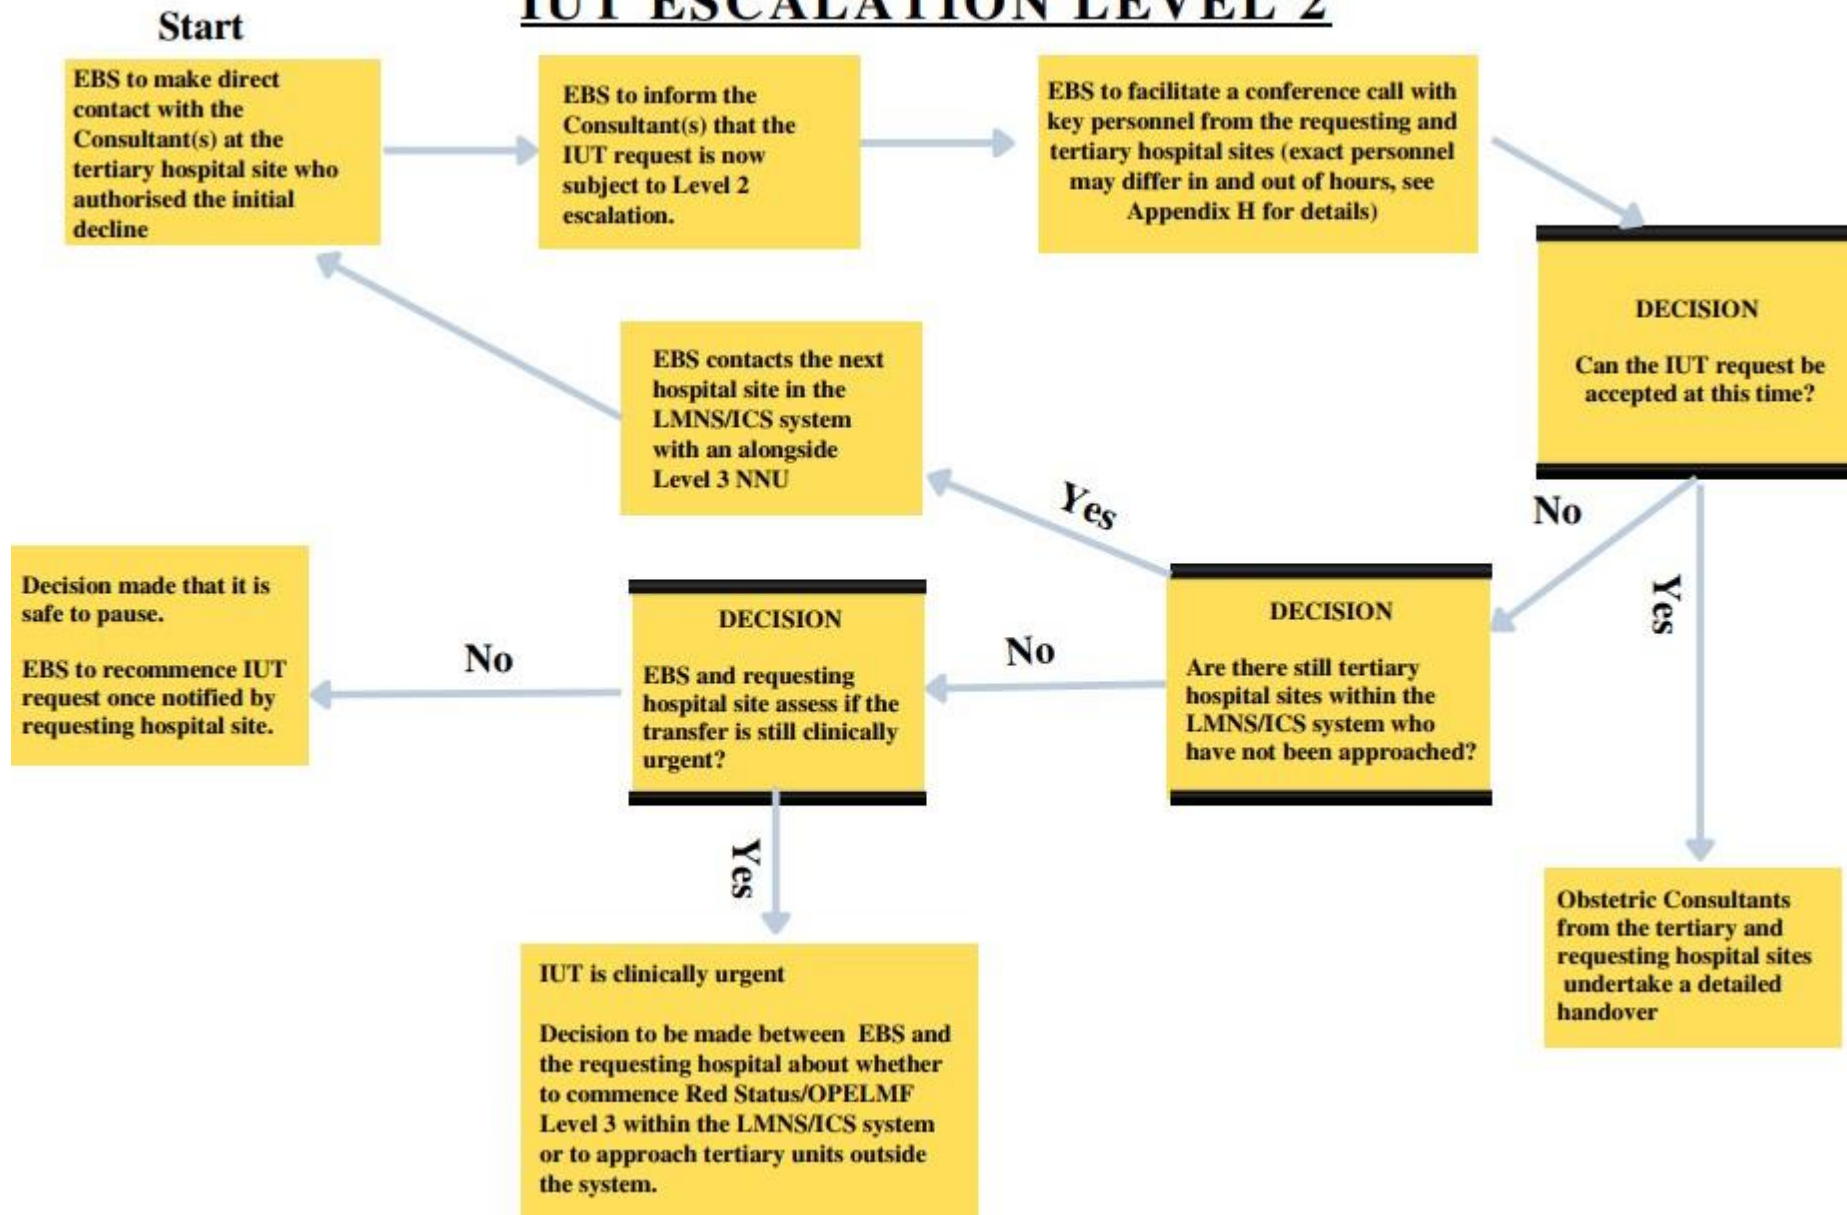 IUT ESCALATION LEVEL 2
Start
EBS to make direct
contact with the
Consultant(s) at the
tertiary hospital site who
authorised the initial
decline
EBS to inform the
Consultant(s) that the
IUT request is now
subject to Level 2
escalation.
EBS to facilitate a conference call with
key personnel from the requesting and
tertiary hospital sites (exact personnel
may differ in and out of hours, see
Appendix H for details)
DECISION
Can the IUT request be
accepted at this time?
EBS contacts the next
hospital site in the
LMNS/ICS system
with an alongside
Level 3 NNU
Yes
No
Yes
DECISION
Are there still tertiary
hospital sites within the
LMNS/ICS system who
have not been approached?
No
DECISION
EBS and requesting
hospital site assess if the
transfer is still clinically
urgent?
No
Decision made that it is
safe to pause.
EBS to recommence IUT
request once notified by
requesting hospital site.
Yes
IUT is clinically urgent
Decision to be made between EBS and
the requesting hospital about whether
to commence Red Status/OPELMF
Level 3 within the LMNS/ICS system
or to approach tertiary units outside
the system.
Obstetric Consultants
from the tertiary and
requesting hospital sites
undertake a detailed
handover